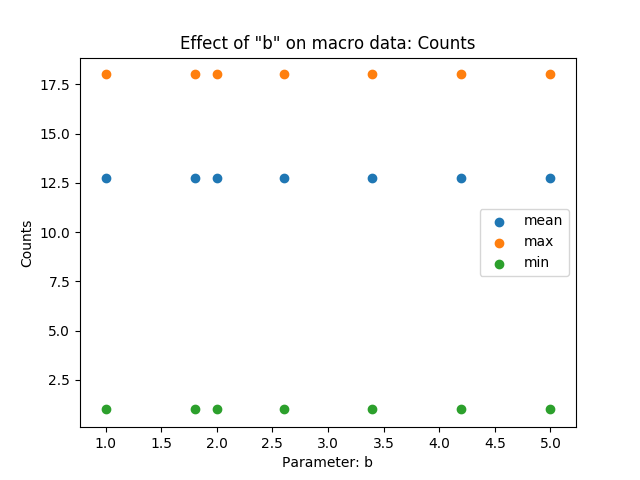 Effect of "b" on macro data: Counts
Counts
17.5
15.0
12.5
10.0
7.5
5.0
2.5
mean
max
min
1.0 1.5 2.0 2.5 3.0 3.5 4.0 4.5 5.0
Parameter: b